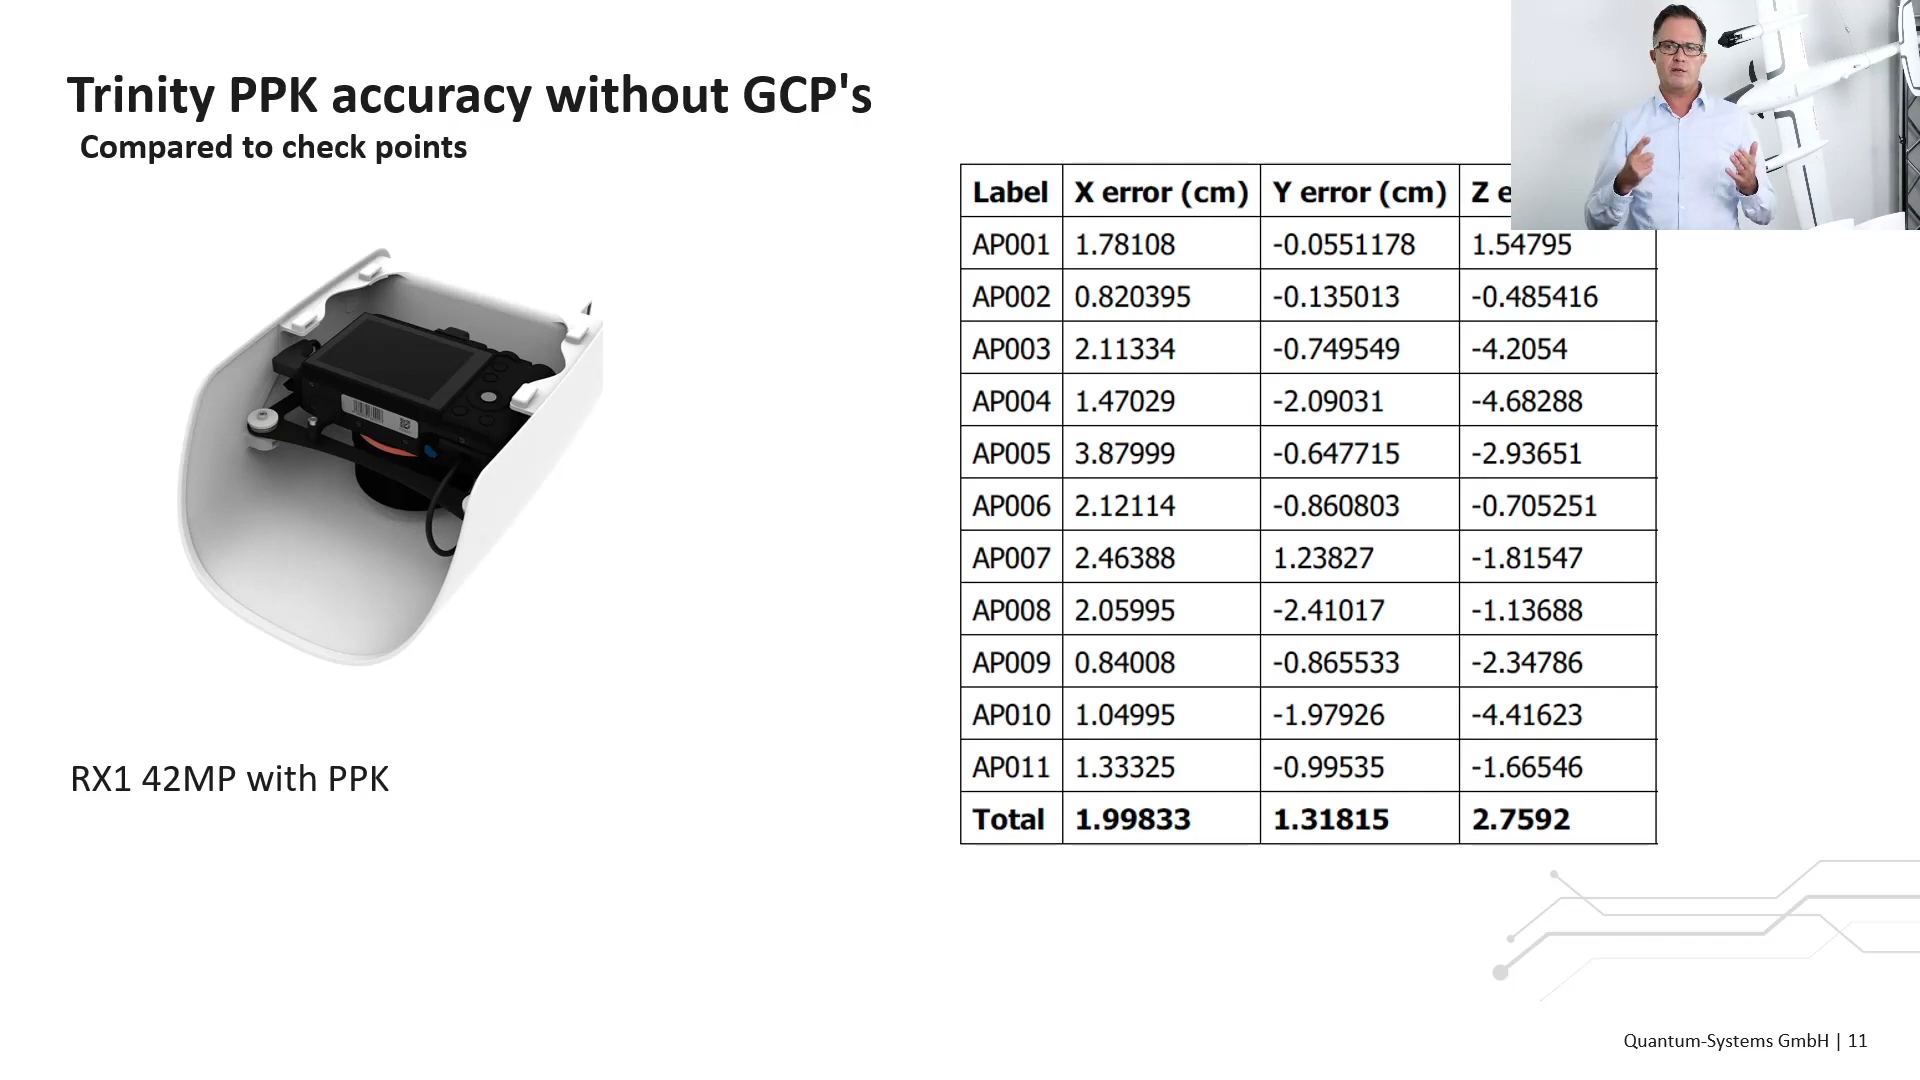 Trinity PPK accuracy without GCP's
Compared to check points
Label X error (cm) Y error (cm) Z
AP001 1.78108 -0.0551178 1.54795
AP002 0.820395 -0.135013 -0.485416
AP003 2.11334 -0.749549 -4.2054
AP004 1.47029 -2.09031 -4.68288
AP005 3.87999 -0.647715 -2.93651
AP006 2.12114 -0.860803 -0.705251
AP007 2.46388 1.23827 -1.81547
AP008 2.05995 -2.41017 -1.13688
AP009 0.84008 -0.865533 -2.34786
AP010 1.04995 -1.97926 -4.41623
AP011 1.33325 -0.99535 -1.66546
Total 1.99833 1.31815 2.7592
RX1 42MP with PPK
Quantum-Systems GmbH | 11